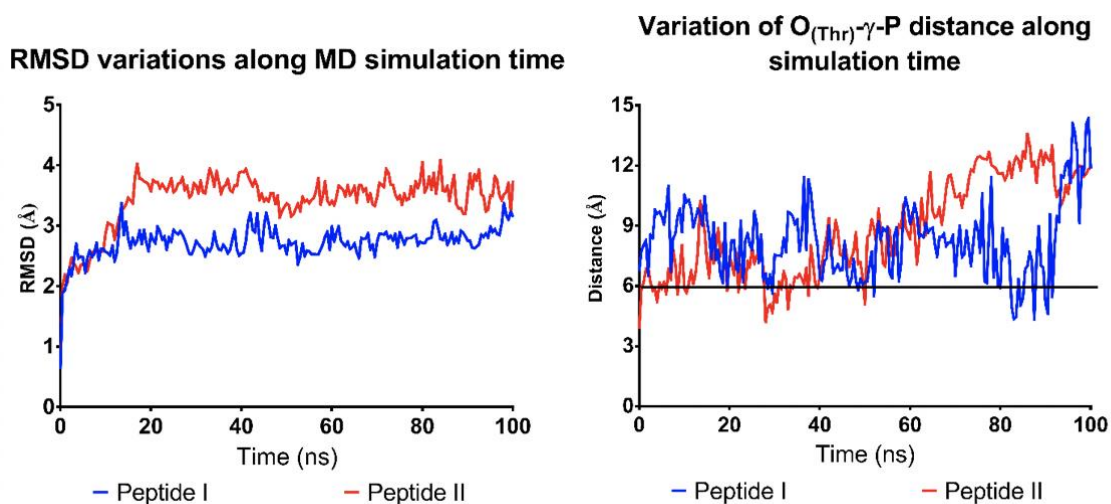 RMSD variations along MD simulation time
5
4
3
2
1
0
RMSD (Å)
0 20 40 60 80 100
Time (ns)
— Peptide I — Peptide II
Variation of O(Thr)-γ-P distance along
simulation time
15
12
9
6
3
0
Distance (Å)
0 20 40 60 80 100
Time (ns)
— Peptide I — Peptide II